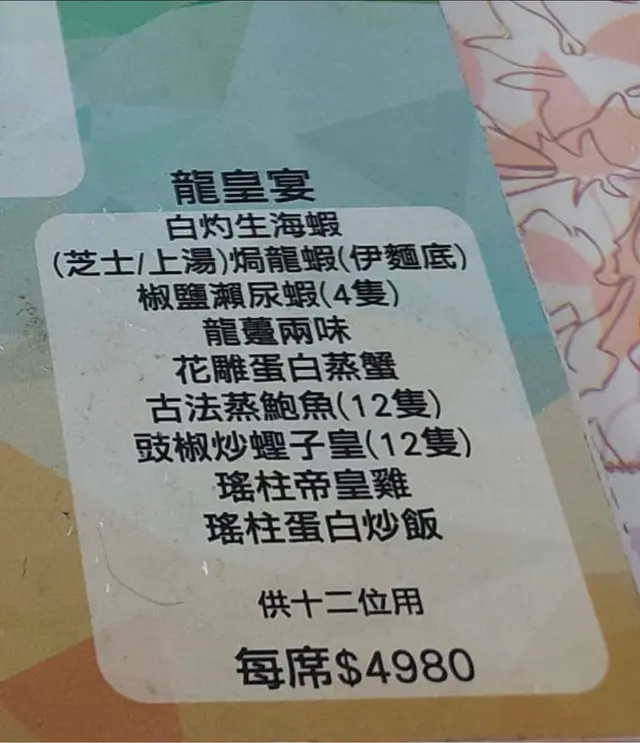 龍皇宴
白灼生海蝦
(芝士/上湯)焗龍蝦(伊麵底)
椒鹽瀨尿蝦(4隻)
龍躉兩味
花雕蛋白蒸蟹
古法蒸鮑魚(12隻)
豉椒炒蟶子皇(12隻)
瑤柱帝皇雞
瑤柱蛋白炒飯
供十二位用
每席$4980